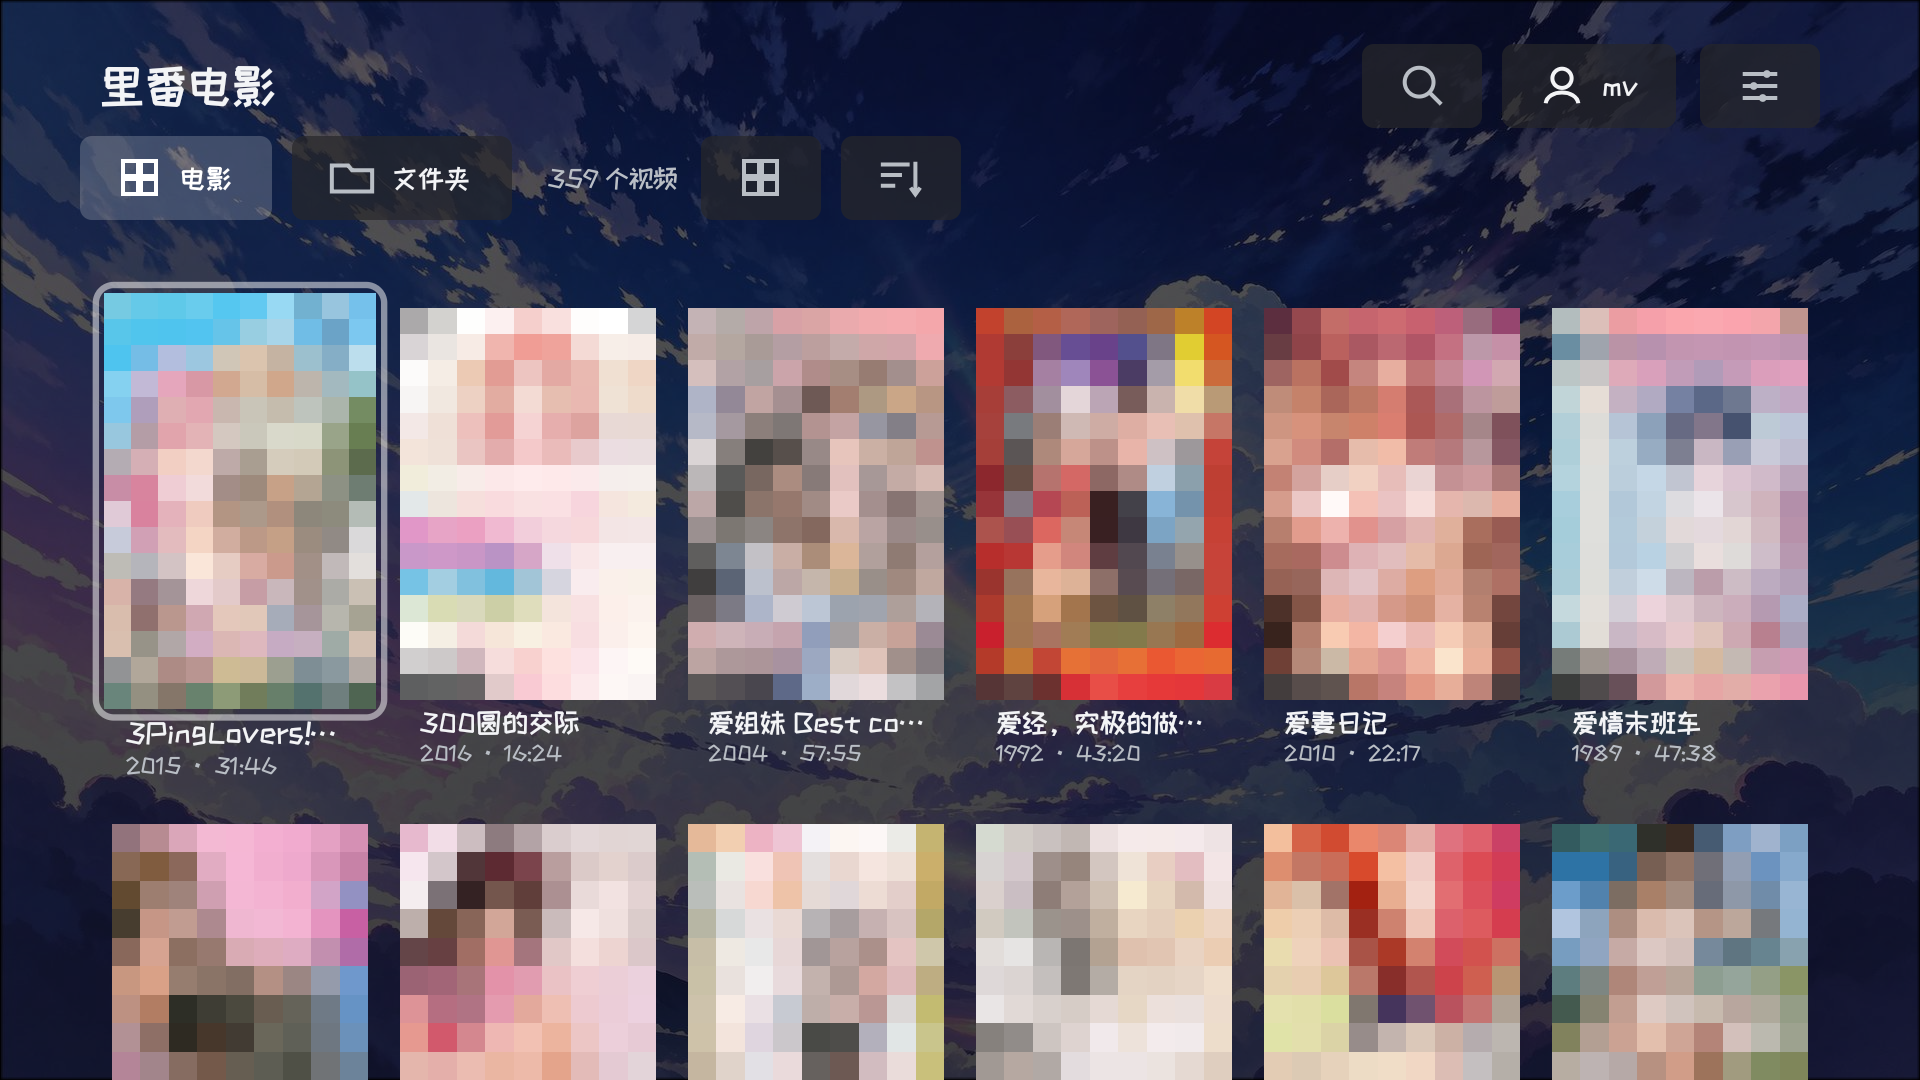 里番电影
mv
电影
文件夹
359 个视频
3PingLovers!…
2015 · 31:46
300圆的交际
2016 · 16:24
爱姐妹 Best co…
2004 · 57:55
爱经，究极的做…
1992 · 43:20
爱妻日记
2010 · 22:17
爱情末班车
1989 · 47:38